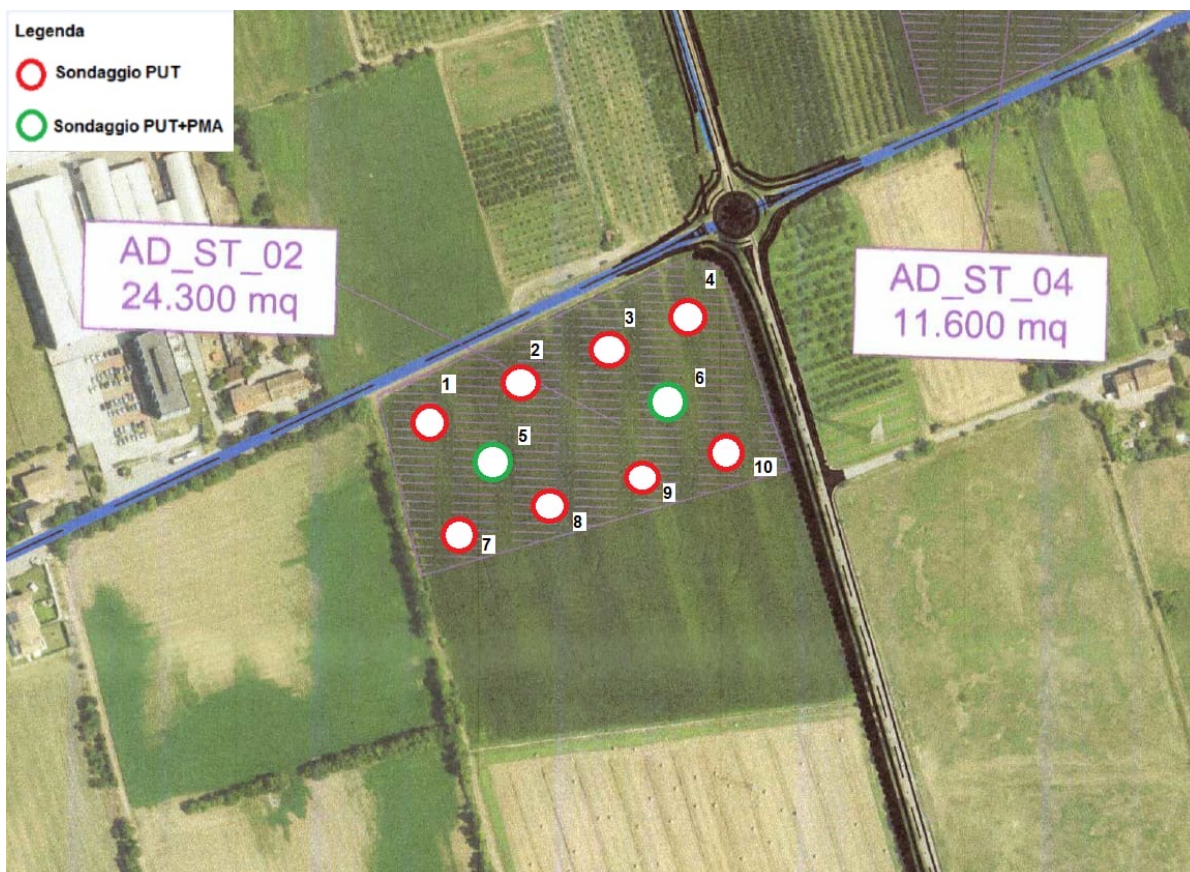 Legenda
Sondaggio PUT
Sondaggio PUT+PMA
AD_ST_02
24.300 mq
AD_ST_04
11.600 mq
4
3
2
6
1
5
10
9
8
7